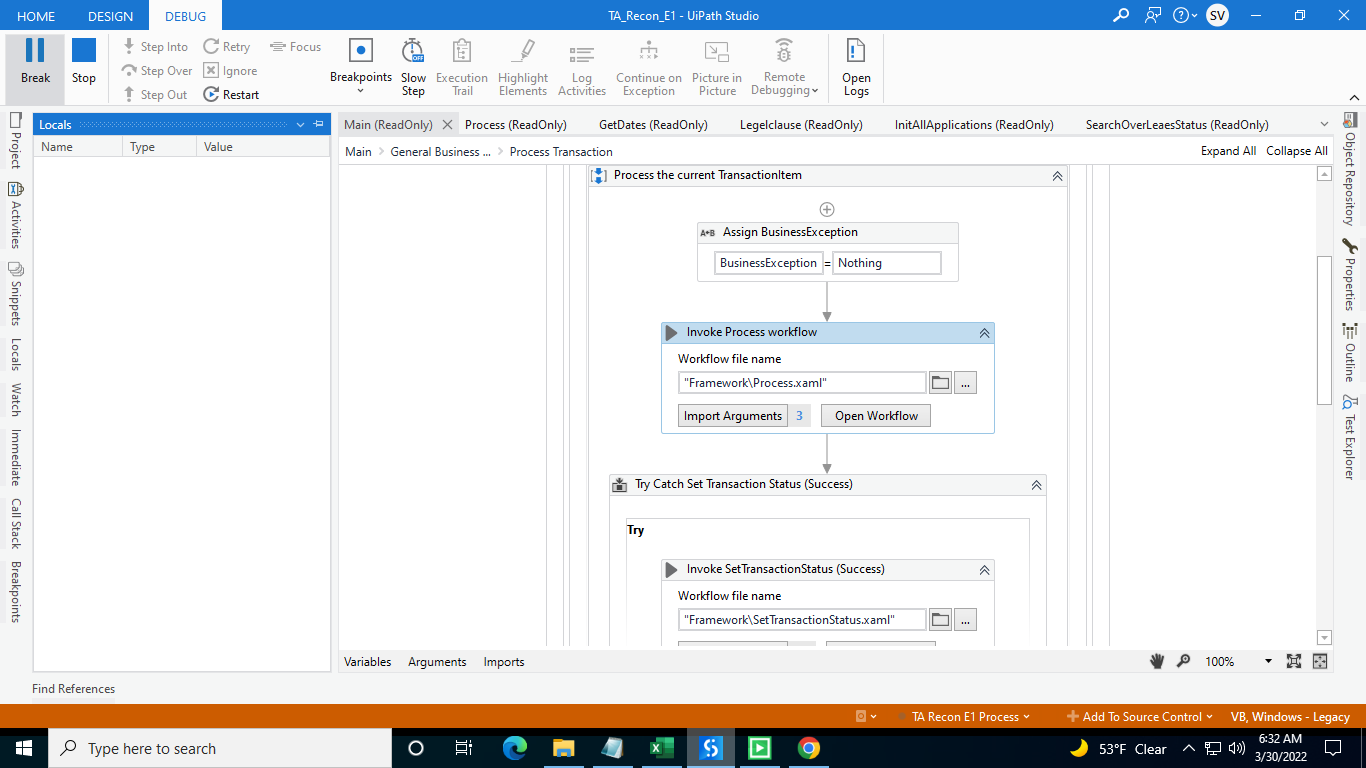 HOME DESIGN DEBUG TA_Recon_E1 - UiPath Studio SV
Break Stop Step Into Retry Focus
Step Over Ignore
Step Out Restart
Breakpoints Slow Step Execution Trail Highlight Elements Log Activities Continue on Exception Picture in Picture Remote Debugging Open Logs
Locals
Name Type Value
Project
Activities
Snippets
Locals
Watch
Immediate
Call Stack
Breakpoints
Main (ReadOnly) Process (ReadOnly) GetDates (ReadOnly) Legelclause (ReadOnly) InitAllApplications (ReadOnly) SearchOverLeaesStatus (ReadOnly)
Main General Business ... Process Transaction Expand All Collapse All
Process the current TransactionItem
A+B Assign BusinessException
BusinessException = Nothing
Invoke Process workflow
Workflow file name
"Framework\Process.xaml" ...
Import Arguments 3 Open Workflow
Try Catch Set Transaction Status (Success)
Try
Invoke SetTransactionStatus (Success)
Workflow file name
"Framework\SetTransactionStatus.xaml" ...
Object Repository
Properties
Outline
Test Explorer
Variables Arguments Imports 100%
Find References
TA Recon E1 Process Add To Source Control VB, Windows - Legacy
Type here to search 53°F Clear 6:32 AM
3/30/2022